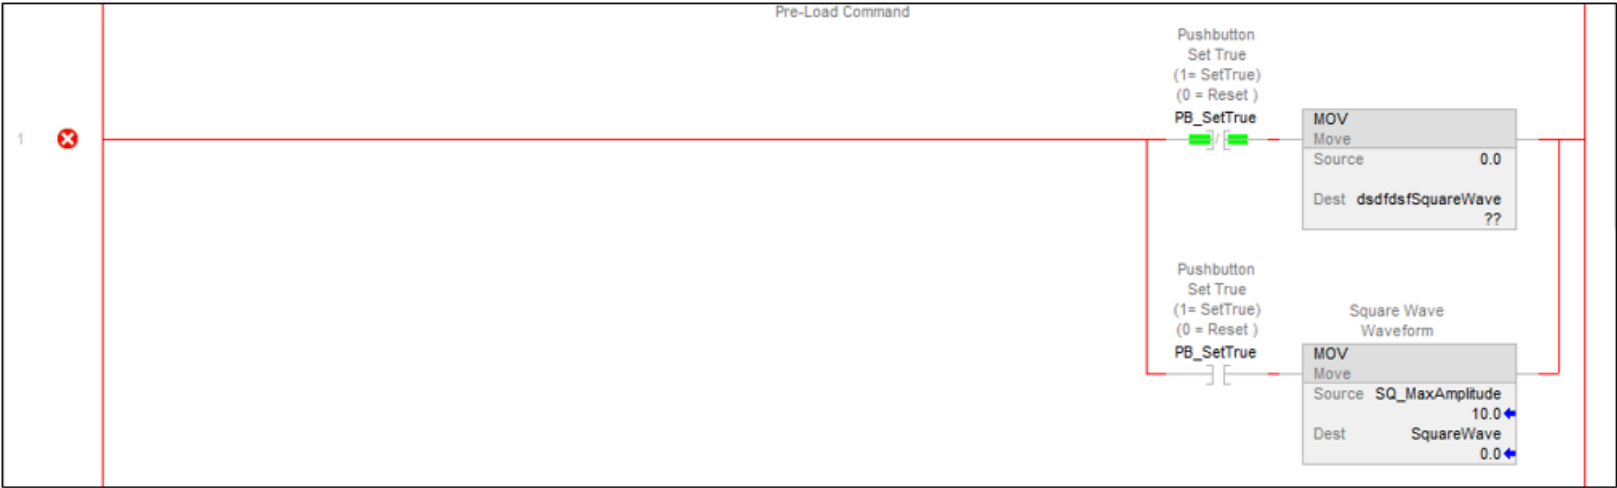 Pre-Load Command
Pushbutton
Set True
(1= SetTrue)
(0 = Reset )
PB_SetTrue
1
MOV
Move
Source 0.0
Dest dsdfdsfSquareWave
??
Pushbutton
Set True
(1= SetTrue)
(0 = Reset )
PB_SetTrue
Square Wave
Waveform
MOV
Move
Source SQ_MaxAmplitude
10.0
Dest SquareWave
0.0